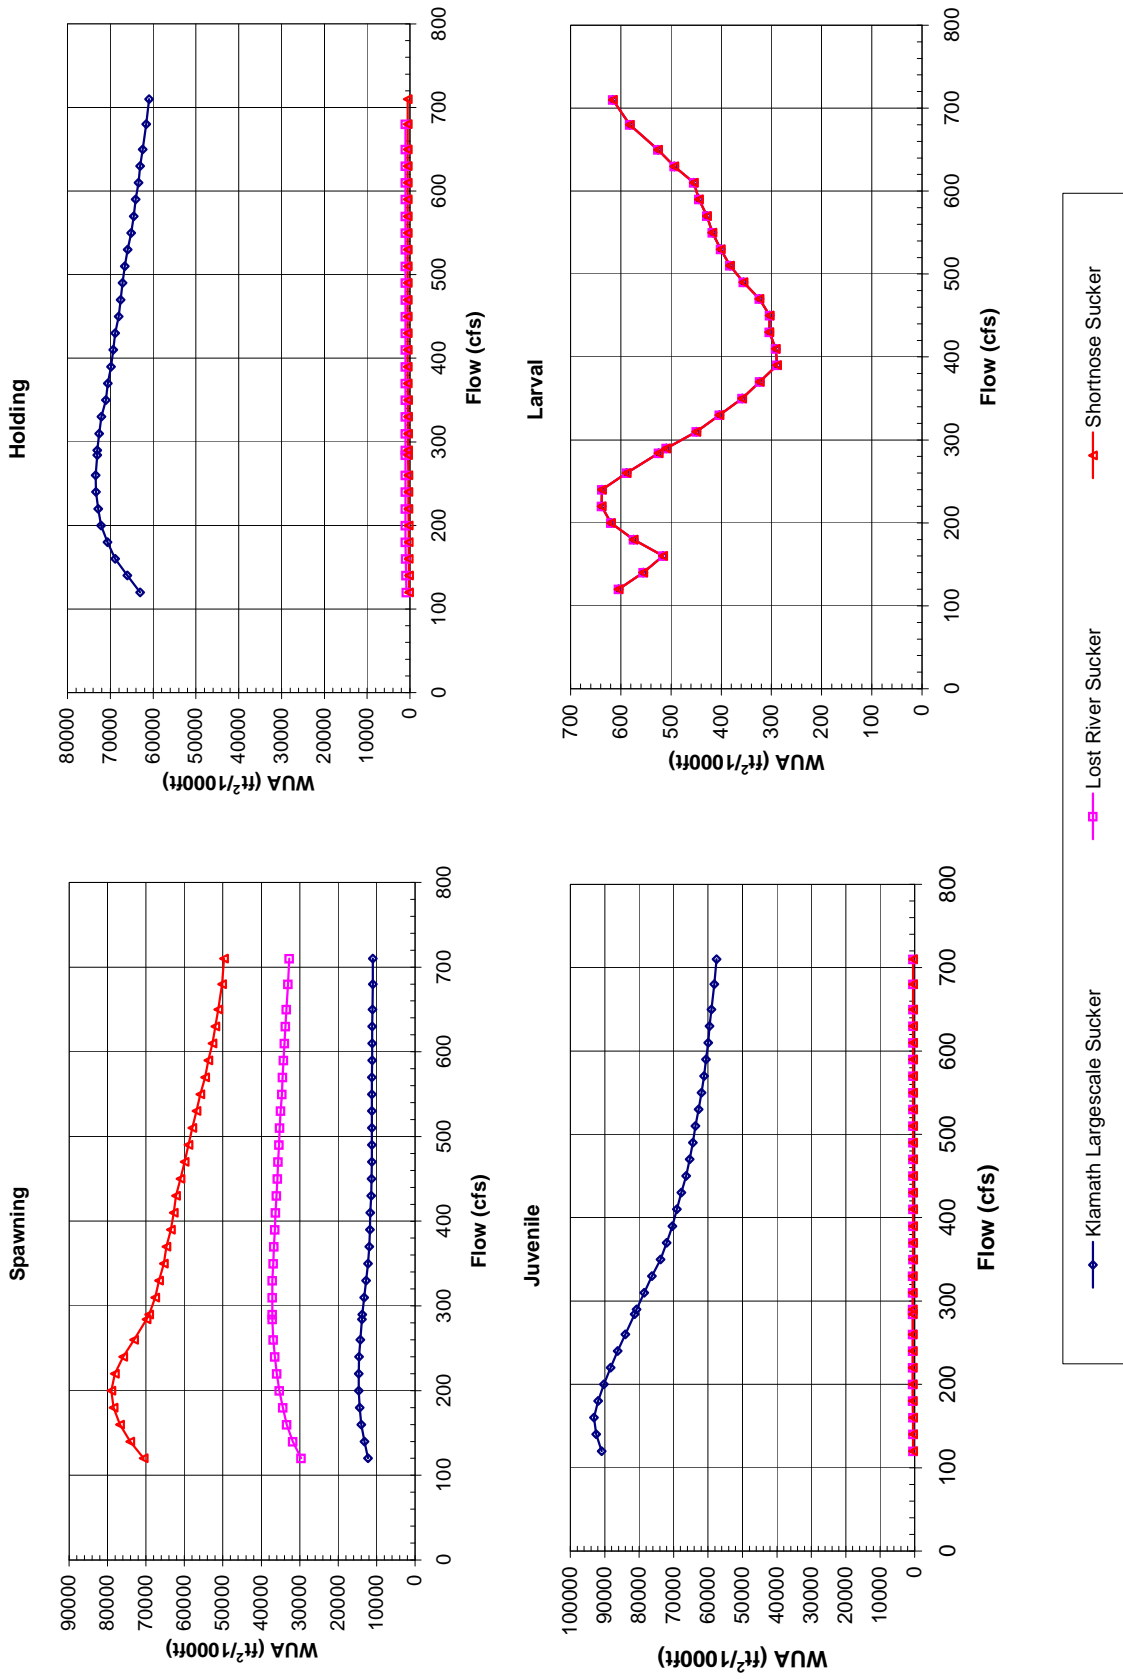 Spawning
90000
80000
70000
60000
50000
40000
30000
20000
10000
0
WUA (ft²/1000ft)
0 100 200 300 400 500 600 700 800
Flow (cfs)
Holding
80000
70000
60000
50000
40000
30000
20000
10000
0
WUA (ft²/1000ft)
0 100 200 300 400 500 600 700 800
Flow (cfs)
Juvenile
100000
90000
80000
70000
60000
50000
40000
30000
20000
10000
0
WUA (ft²/1000ft)
0 100 200 300 400 500 600 700 800
Flow (cfs)
Larval
700
600
500
400
300
200
100
0
WUA (ft²/1000ft)
0 100 200 300 400 500 600 700 800
Flow (cfs)
Klamath Largescale Sucker Lost River Sucker Shortnose Sucker